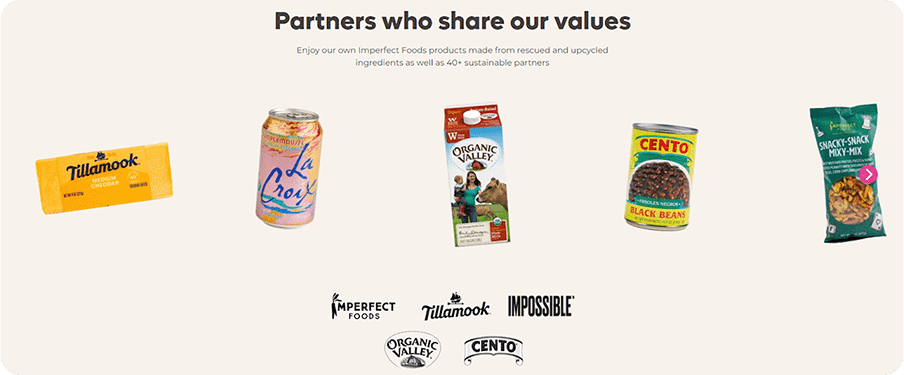 Partners who share our values
Enjoy our own Imperfect Foods products made from rescued and upcycled
ingredients as well as 40+ sustainable partners
Tillamook
MEDIUM
CHEDDAR
La
Croix
ORGANIC
VALLEY
CENTO
FRIJOLES NEGROS
BLACK BEANS
IMPERFECT
SNACKY-SNACK
MIXY-MIX
IMPERFECT
FOODS
Tillamook
IMPOSSIBLE
ORGANIC
VALLEY
CENTO